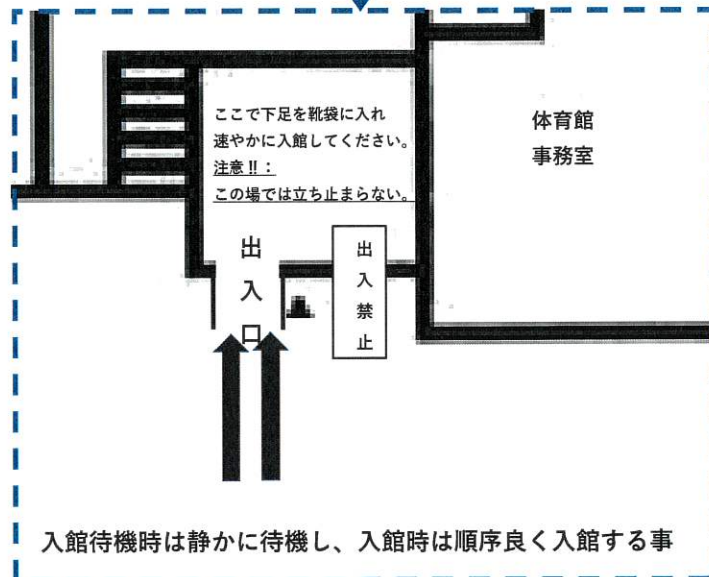 ここで下足を靴袋に入れ
速やかに入館してください。
注意!!:
この場では立ち止まらない。
体育館
事務室
出入口
出入禁止
入館待機時は静かに待機し、入館時は順序良く入館する事